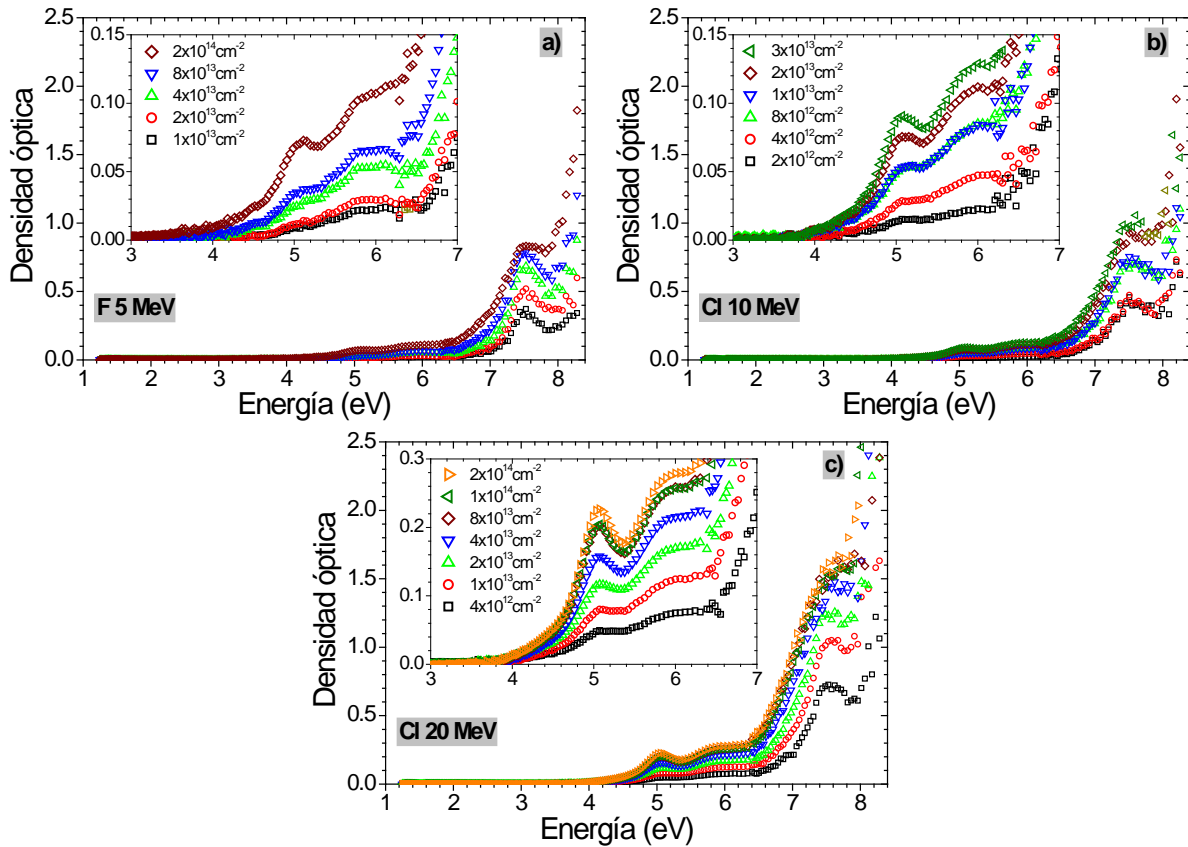 a)
2x10¹⁴cm⁻²
8x10¹³cm⁻²
4x10¹³cm⁻²
2x10¹³cm⁻²
1x10¹³cm⁻²
0.15
0.10
0.05
0.00
3 4 5 6 7
2.5
2.0
1.5
1.0
0.5
0.0
Densidad óptica
F 5 MeV
1 2 3 4 5 6 7 8
Energía (eV)
b)
3x10¹³cm⁻²
2x10¹³cm⁻²
1x10¹³cm⁻²
8x10¹²cm⁻²
4x10¹²cm⁻²
2x10¹²cm⁻²
0.15
0.10
0.05
0.00
3 4 5 6 7
2.5
2.0
1.5
1.0
0.5
0.0
Densidad óptica
Cl 10 MeV
1 2 3 4 5 6 7 8
Energía (eV)
c)
2x10¹⁴cm⁻²
1x10¹⁴cm⁻²
8x10¹³cm⁻²
4x10¹³cm⁻²
2x10¹³cm⁻²
1x10¹³cm⁻²
4x10¹²cm⁻²
0.3
0.2
0.1
0.0
3 4 5 6 7
2.5
2.0
1.5
1.0
0.5
0.0
Densidad óptica
Cl 20 MeV
1 2 3 4 5 6 7 8
Energía (eV)